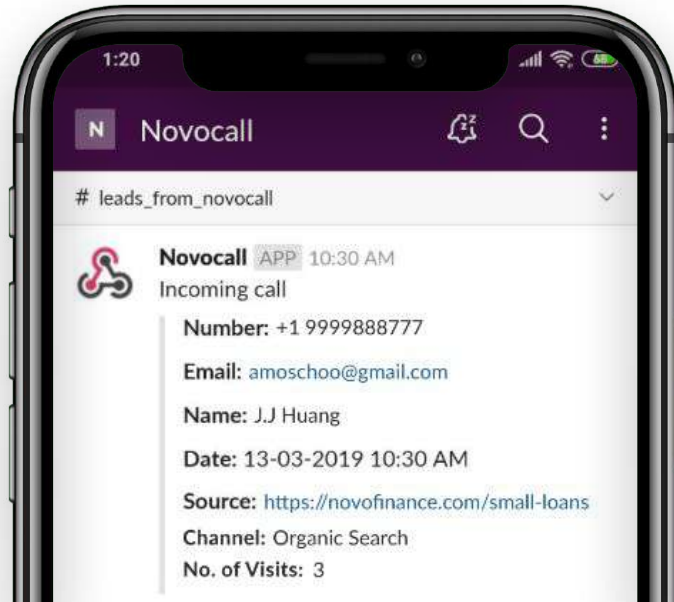 1:20
68
N Novocall
# leads_from_novocall
Novocall APP 10:30 AM
Incoming call
Number: +1 9999888777
Email: amoschoo@gmail.com
Name: J.J Huang
Date: 13-03-2019 10:30 AM
Source: https://novofinance.com/small-loans
Channel: Organic Search
No. of Visits: 3